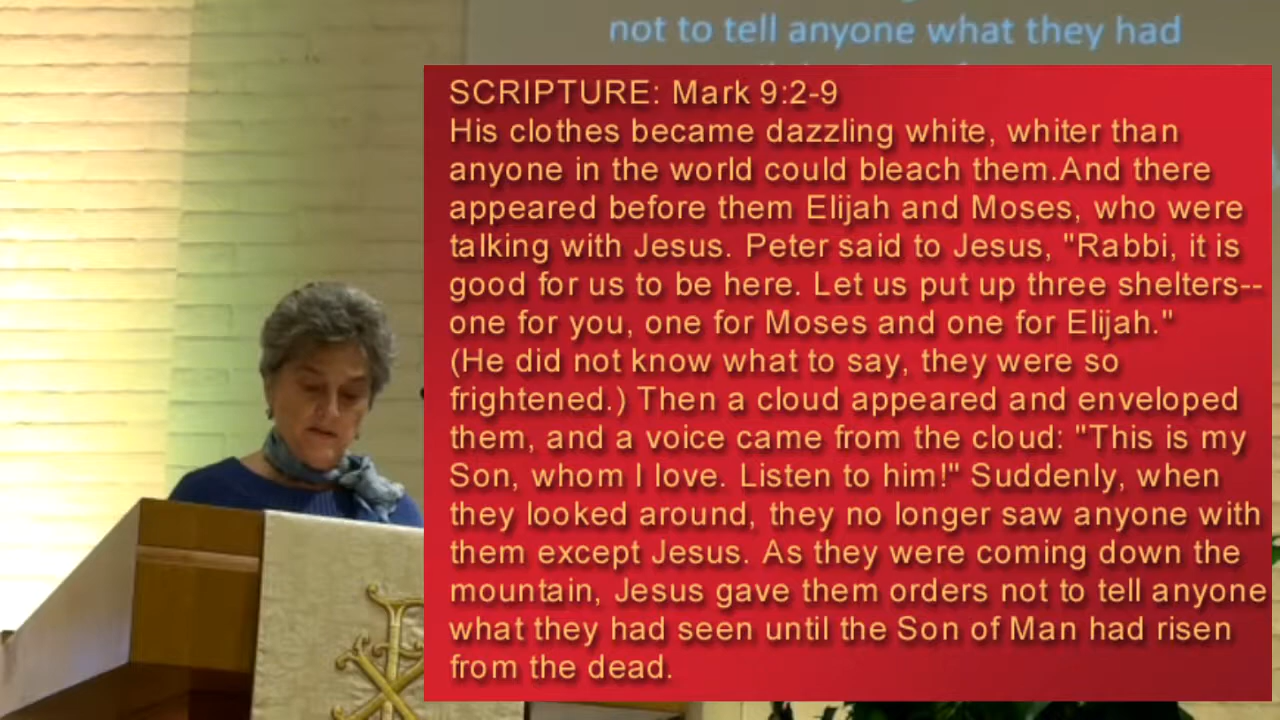 not to tell anyone what they had
SCRIPTURE: Mark 9:2-9
His clothes became dazzling white, whiter than
anyone in the world could bleach them.And there
appeared before them Elijah and Moses, who were
talking with Jesus. Peter said to Jesus, "Rabbi, it is
good for us to be here. Let us put up three shelters--
one for you, one for Moses and one for Elijah."
(He did not know what to say, they were so
frightened.) Then a cloud appeared and enveloped
them, and a voice came from the cloud: "This is my
Son, whom I love. Listen to him!" Suddenly, when
they looked around, they no longer saw anyone with
them except Jesus. As they were coming down the
mountain, Jesus gave them orders not to tell anyone
what they had seen until the Son of Man had risen
from the dead.